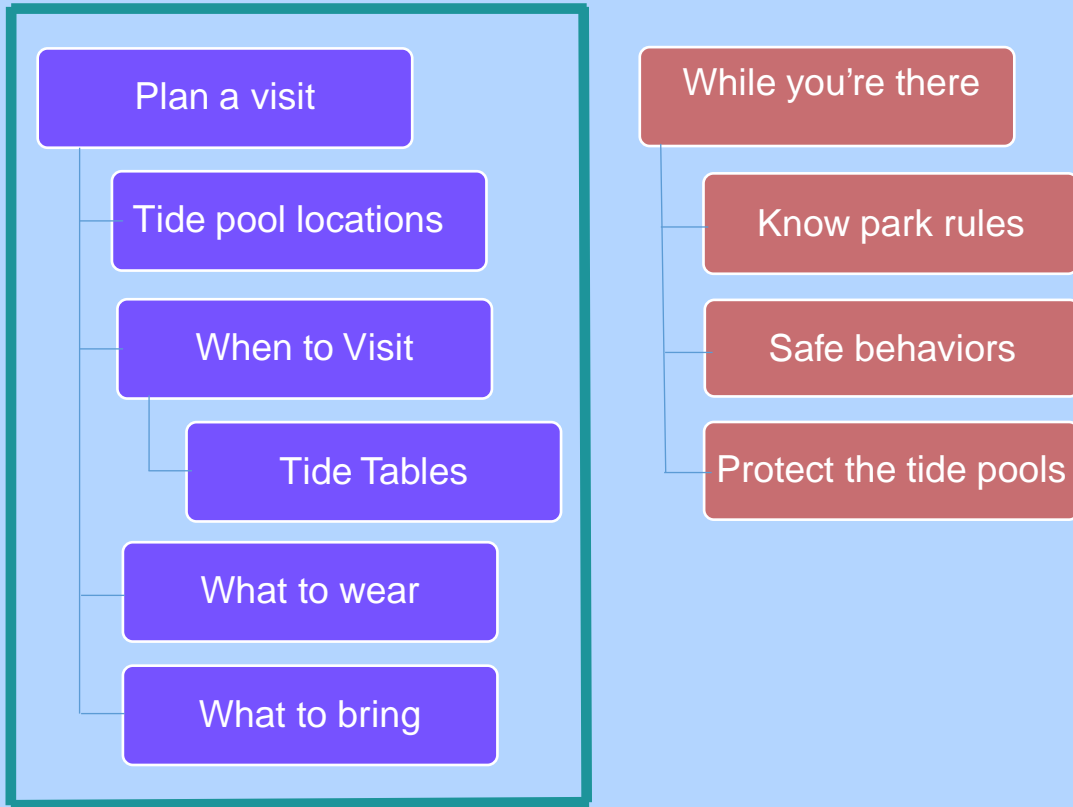 Plan a visit
Tide pool locations
When to Visit
Tide Tables
What to wear
What to bring
While you’re there
Know park rules
Safe behaviors
Protect the tide pools